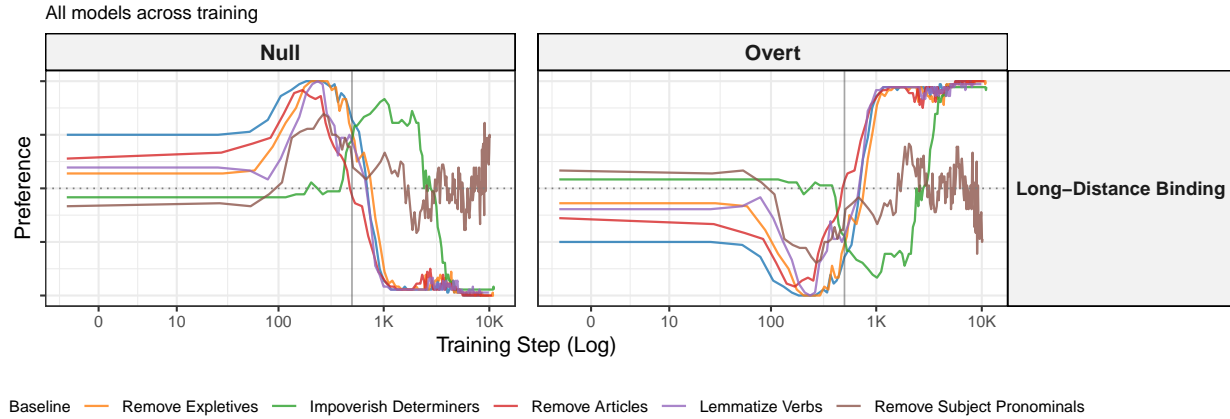 All models across training
Null
Overt
Preference
Long–Distance Binding
0 10 100 1K 10K
0 10 100 1K 10K
Training Step (Log)
Baseline Remove Expletives Impoverish Determiners Remove Articles Lemmatize Verbs Remove Subject Pronominals